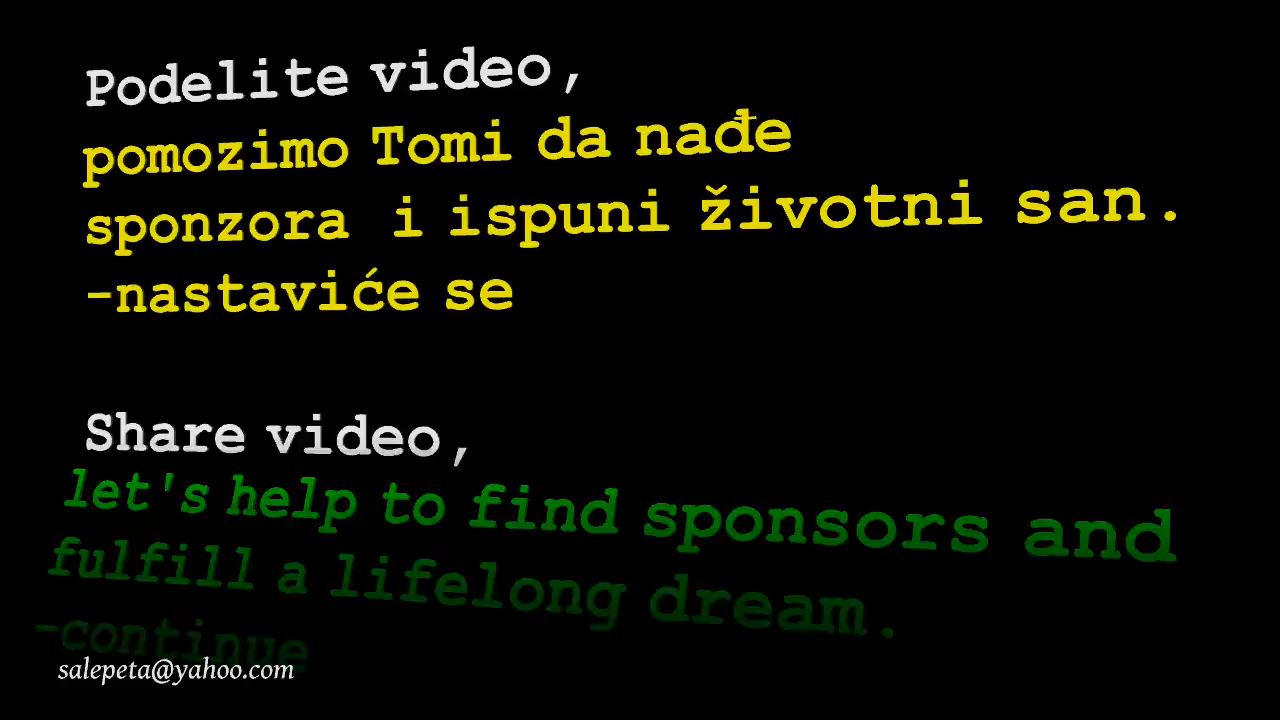 Podelite video,
pomozimo Tomi da nađe
sponzora i ispuni životni san.
-nastaviće se
Share video,
let's help to find sponsors and
fulfill a lifelong dream.
-continue
salepeta@yahoo.com